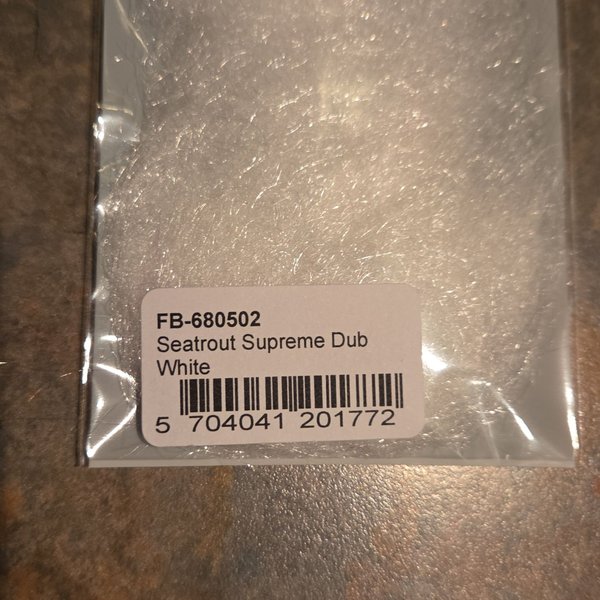 FB-680502
Seatrout Supreme Dub
White
5 704041 201772